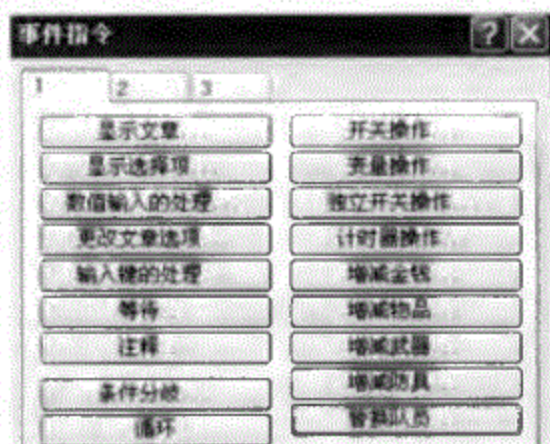 事件指令
1 2 3
显示文章...
显示选择项...
数值输入的处理...
更改文章选项...
输入键的处理...
等待...
注释...
条件分歧...
循环
开关操作...
变量操作...
独立开关操作...
计时器操作...
增减金钱...
增减物品...
增减武器...
增减防具...
替换队员...